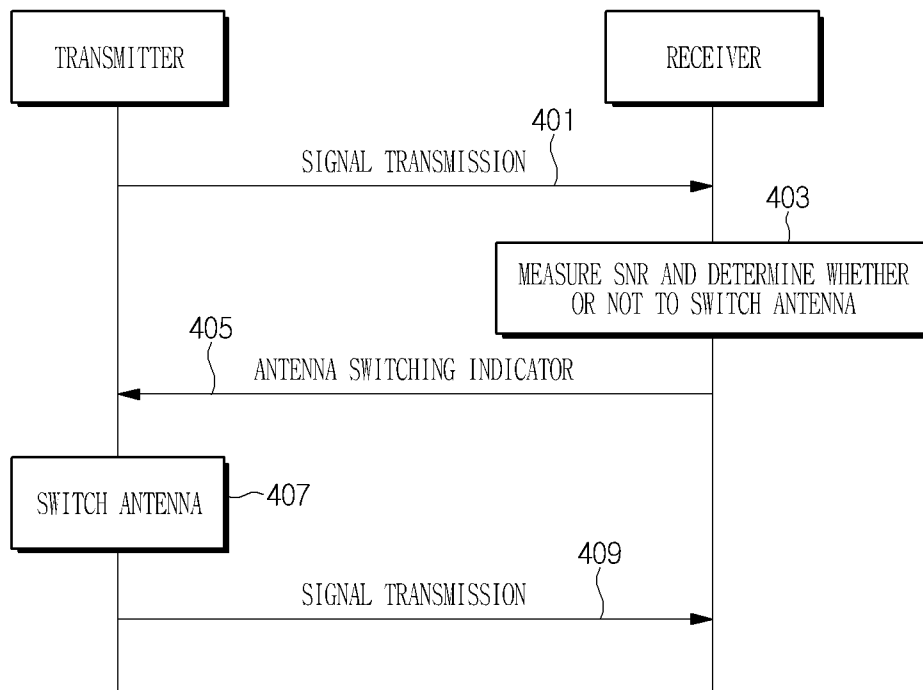 TRANSMITTER
RECEIVER
401
SIGNAL TRANSMISSION
403
MEASURE SNR AND DETERMINE WHETHER
OR NOT TO SWITCH ANTENNA
405
ANTENNA SWITCHING INDICATOR
SWITCH ANTENNA
407
409
SIGNAL TRANSMISSION